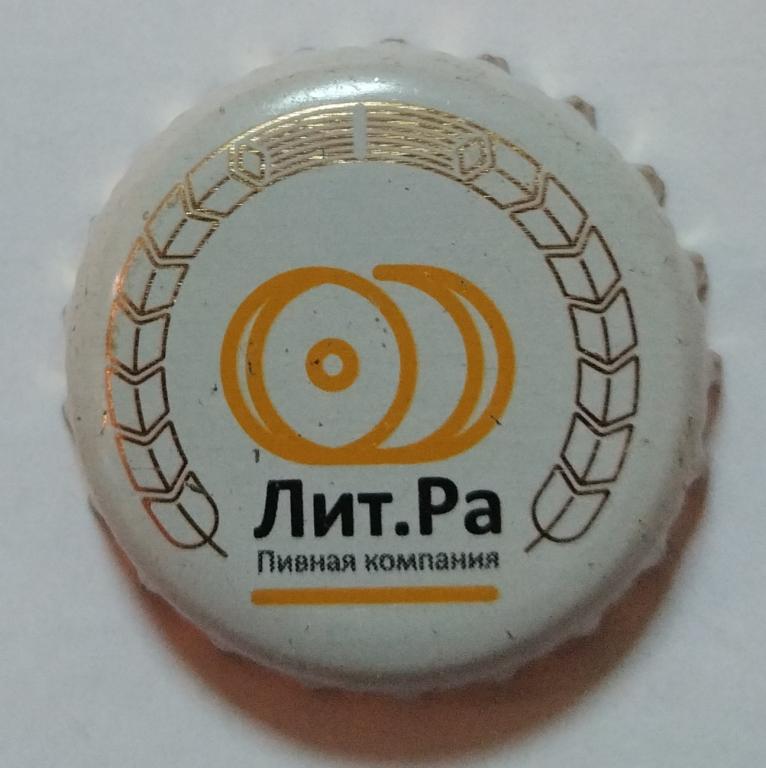 Лит.Ра
Пивная компания